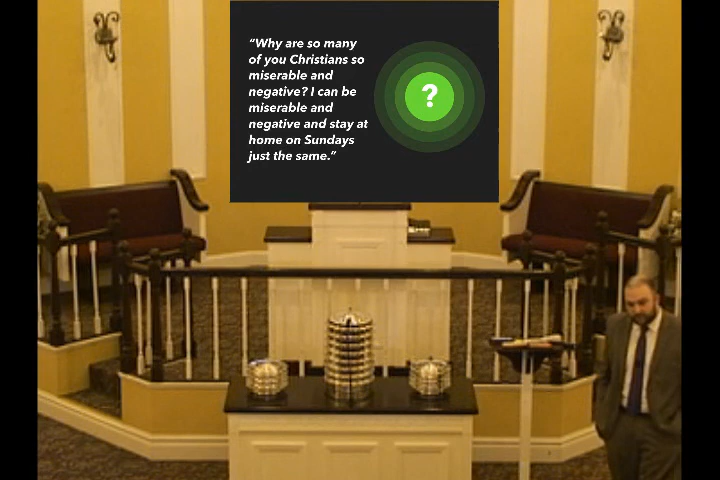 “Why are so many
of you Christians so
miserable and
negative? I can be
miserable and
negative and stay at
home on Sundays
just the same.”
?